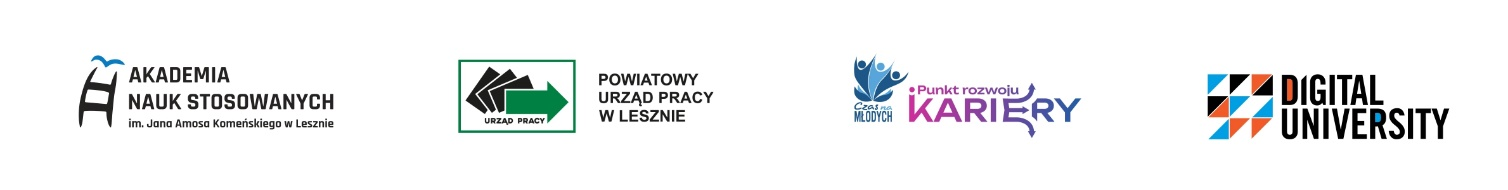 AKADEMIA
NAUK STOSOWANYCH
im. Jana Amosa Komeńskiego w Lesznie
URZĄD PRACY
POWIATOWY
URZĄD PRACY
W LESZNIE
Czas na
MŁODYCH
Punkt rozwoju
KARIERY
DIGITAL
UNIVERSITY